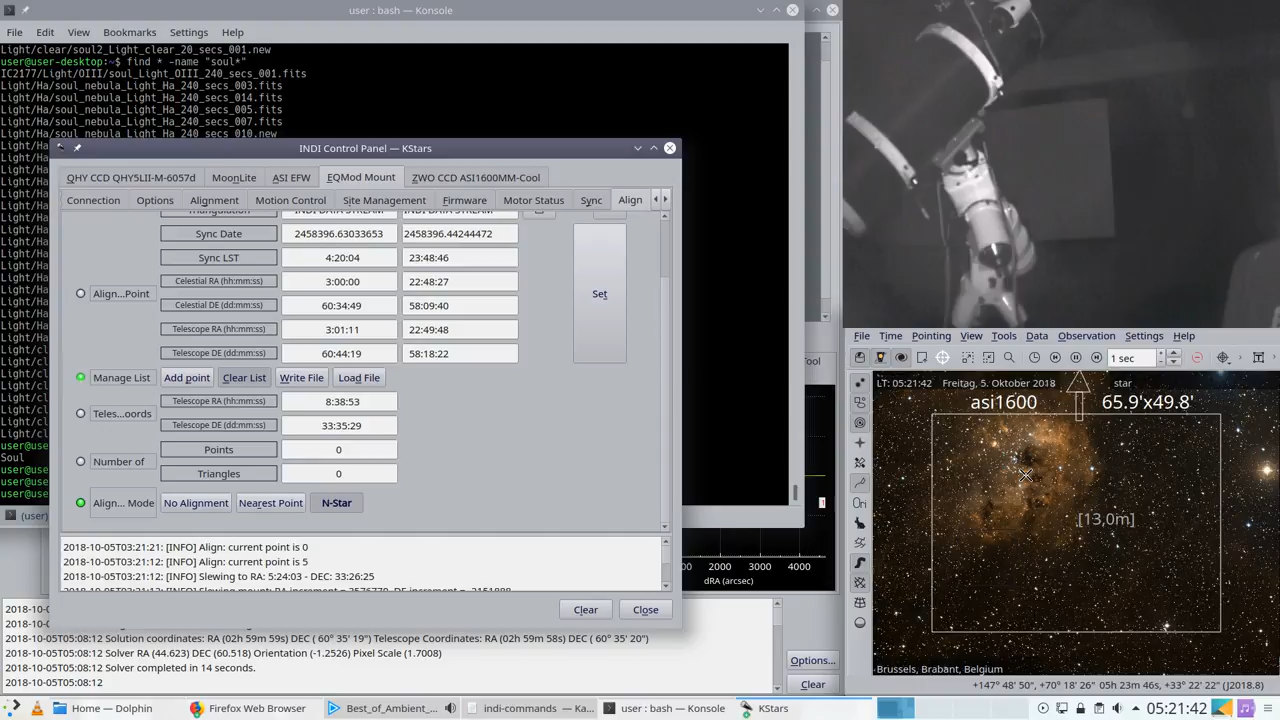 user : bash — Konsole
File Edit View Bookmarks Settings Help
Light/clear/soul2_Light_clear_20_secs_001.new
user@user-desktop:~$ find * -name "soul*"
IC2177/Light/OIII/soul_Light_OIII_240_secs_001.fits
Light/Ha/soul_nebula_Light_Ha_240_secs_003.fits
Light/Ha/soul_nebula_Light_Ha_240_secs_014.fits
Light/Ha/soul_nebula_Light_Ha_240_secs_005.fits
Light/Ha/soul_nebula_Light_Ha_240_secs_007.fits
Light/Ha/soul_nebula_Light_Ha_240_secs_010.new
INDI Control Panel — KStars
QHY CCD QHY5LII-M-6057d MoonLite ASI EFW EQMod Mount ZWO CCD ASI1600MM-Cool
Connection Options Alignment Motion Control Site Management Firmware Motor Status Sync Align
Triangulation INDI DATA STREAM INDI DATA STREAM
Sync Date 2458396.63033653 2458396.44244472
Sync LST 4:20:04 23:48:46
Celestial RA (hh:mm:ss) 3:00:00 22:48:27
Align...Point Set
Celestial DE (dd:mm:ss) 60:34:49 58:09:40
Telescope RA (hh:mm:ss) 3:01:11 22:49:48
Telescope DE (dd:mm:ss) 60:44:19 58:18:22
Manage List Add point Clear List Write File Load File
Telescope RA (hh:mm:ss) 8:38:53
Teles...oords
Telescope DE (dd:mm:ss) 33:35:29
Points 0
Number of
Triangles 0
Align... Mode No Alignment Nearest Point N-Star
Soul
(user)
2018-10-05T03:21:21: [INFO] Align: current point is 0
2018-10-05T03:21:12: [INFO] Align: current point is 5
2018-10-05T03:21:12: [INFO] Slewing to RA: 5:24:03 - DEC: 33:26:25
Clear Close
2000 3000 4000
dRA (arcsec)
2018-10-05T05:08:12 Solution coordinates: RA (02h 59m 59s) DEC ( 60° 35' 19") Telescope Coordinates: RA (02h 59m 58s) DEC ( 60° 35' 20")
2018-10-05T05:08:12 Solver RA (44.623) DEC (60.518) Orientation (-1.2526) Pixel Scale (1.7008)
2018-10-05T05:08:12 Solver completed in 14 seconds.
2018-10-05T05:08:12
Options...
Clear
File Time Pointing View Tools Data Observation Settings Help
1 sec
LT: 05:21:42 Freitag, 5. Oktober 2018 star
asi1600 65.9'x49.8'
[13,0m]
Brussels, Brabant, Belgium
+147° 48' 50", +70° 18' 26" 05h 23m 46s, +33° 22' 22" (J2018.8)
Home — Dolphin Firefox Web Browser Best_of_Ambient_... indi-commands — Ka... user : bash — Konsole KStars 05:21:42